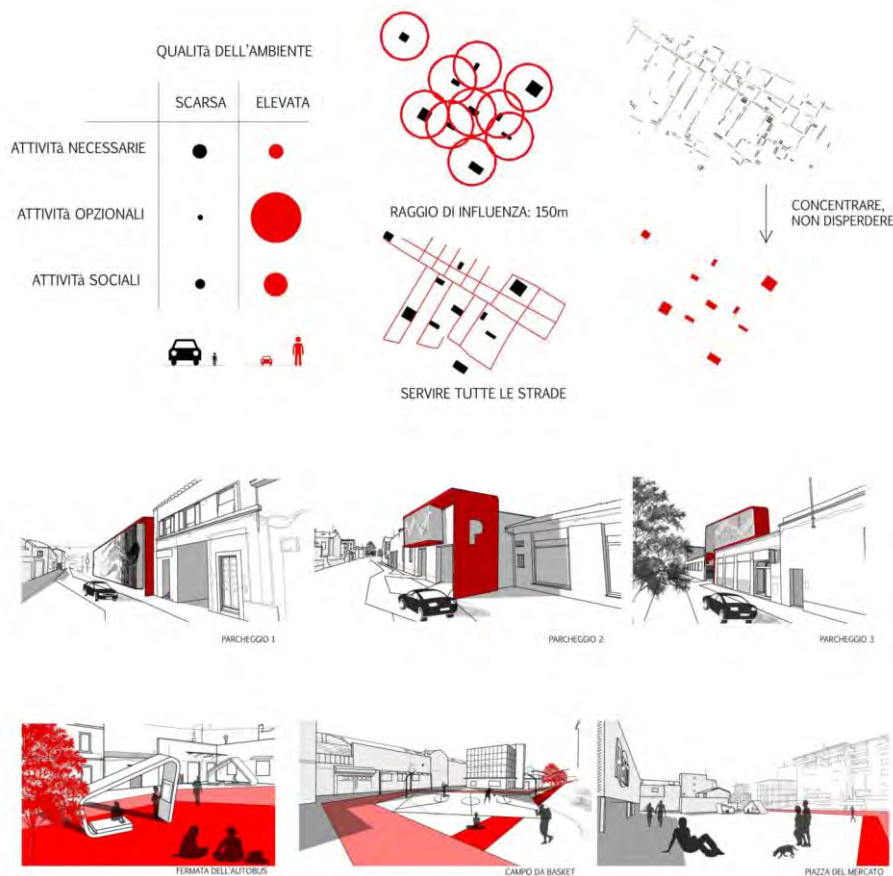 QUALITà DELL'AMBIENTE
SCARSA
ELEVATA
ATTIVITà NECESSARIE
ATTIVITà OPZIONALI
ATTIVITà SOCIALI
RAGGIO DI INFLUENZA: 150m
SERVIRE TUTTE LE STRADE
CONCENTRARE,
NON DISPERDERE
P
PARCHEGGIO 1
PARCHEGGIO 2
PARCHEGGIO 3
FERMATA DELL'AUTOBUS
CAMPO DA BASKET
PIAZZA DEL MERCATO